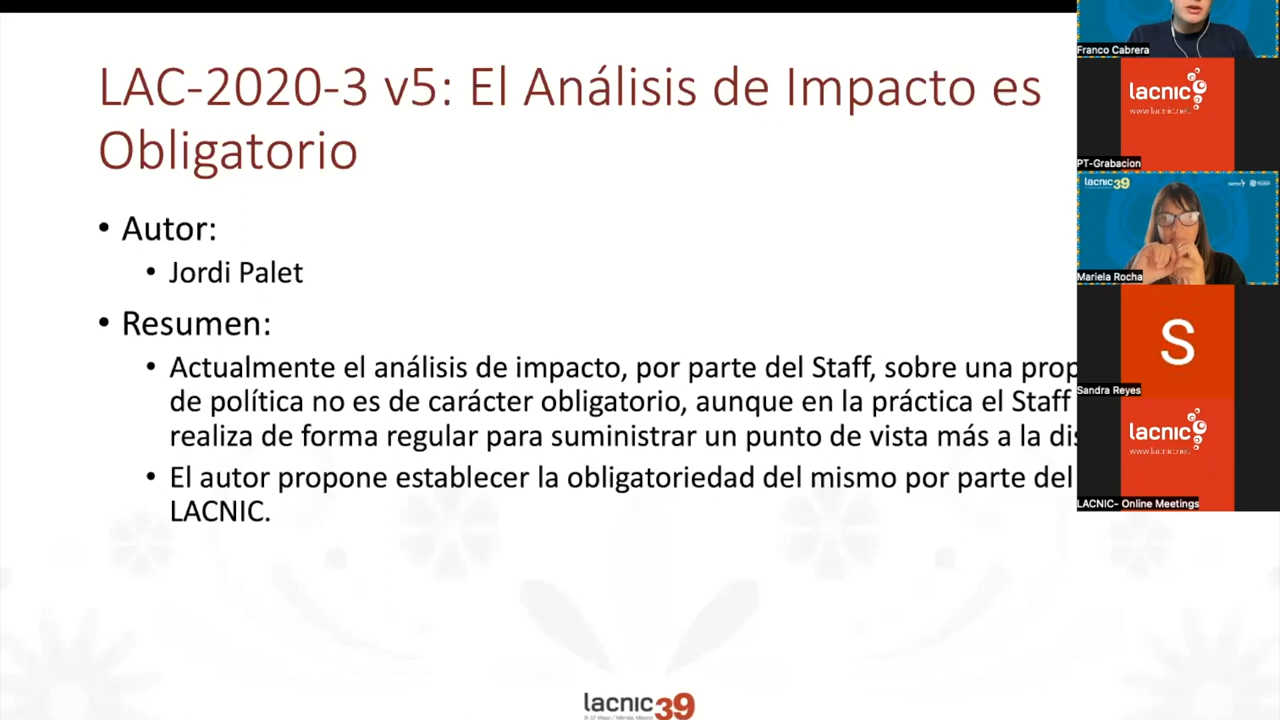 LAC-2020-3 v5: El Análisis de Impacto es
Obligatorio
• Autor:
• Jordi Palet
• Resumen:
• Actualmente el análisis de impacto, por parte del Staff, sobre una prop
de política no es de carácter obligatorio, aunque en la práctica el Staff
realiza de forma regular para suministrar un punto de vista más a la dis
• El autor propone establecer la obligatoriedad del mismo por parte del
LACNIC.
lacnic39
Franco Cabrera
lacnic
www.lacnic.net
PT-Grabacion
lacnic39
Mariela Rocha
S
Sandra Reyes
lacnic
www.lacnic.net
LACNIC- Online Meetings